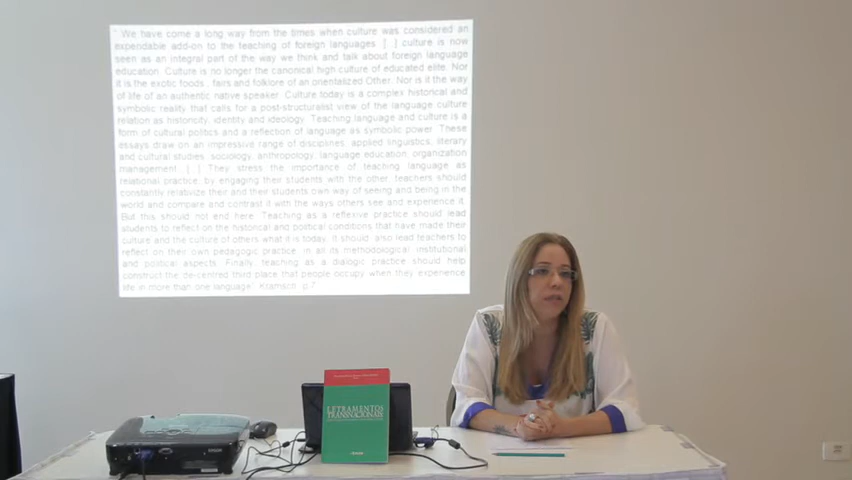 " We have come a long way from the times when culture was considered an
expendable add-on to the teaching of foreign languages. [..] culture is now
seen as an integral part of the way we think and talk about foreign language
education. Culture is no longer the canonical high culture of educated elite. Nor
it is the exotic foods , fairs and folklore of an orientalized Other. Nor is it the way
of life of an authentic native speaker. Culture today is a complex historical and
symbolic reality that calls for a post-structuralist view of the language culture
relation as historicity, identity and ideology. Teaching language and culture is a
form of cultural politics and a reflection of language as symbolic power. These
essays draw on an impressive range of disciplines: applied linguistics, literary
and cultural studies, sociology, anthropology, language education, organization
management. [..] They stress the importance of teaching language as
relational practice, by engaging their students with the other, teachers should
constantly relativize their and their students own way of seeing and being in the
world and compare and contrast it with the ways others see and experience it.
But this should not end here. Teaching as a reflexive practice should lead
students to reflect on the historical and political conditions that have made their
culture and the culture of others what it is today. It should also lead teachers to
reflect on their own pedagogic practice in all its methodological, institutional
and political aspects. Finally, teaching as a dialogic practice should help
construct the de-centred third place that people occupy when they experience
life in more than one language". Kramsch, p.7
LETRAMENTOS
TRANSNACIONAIS
EPSON